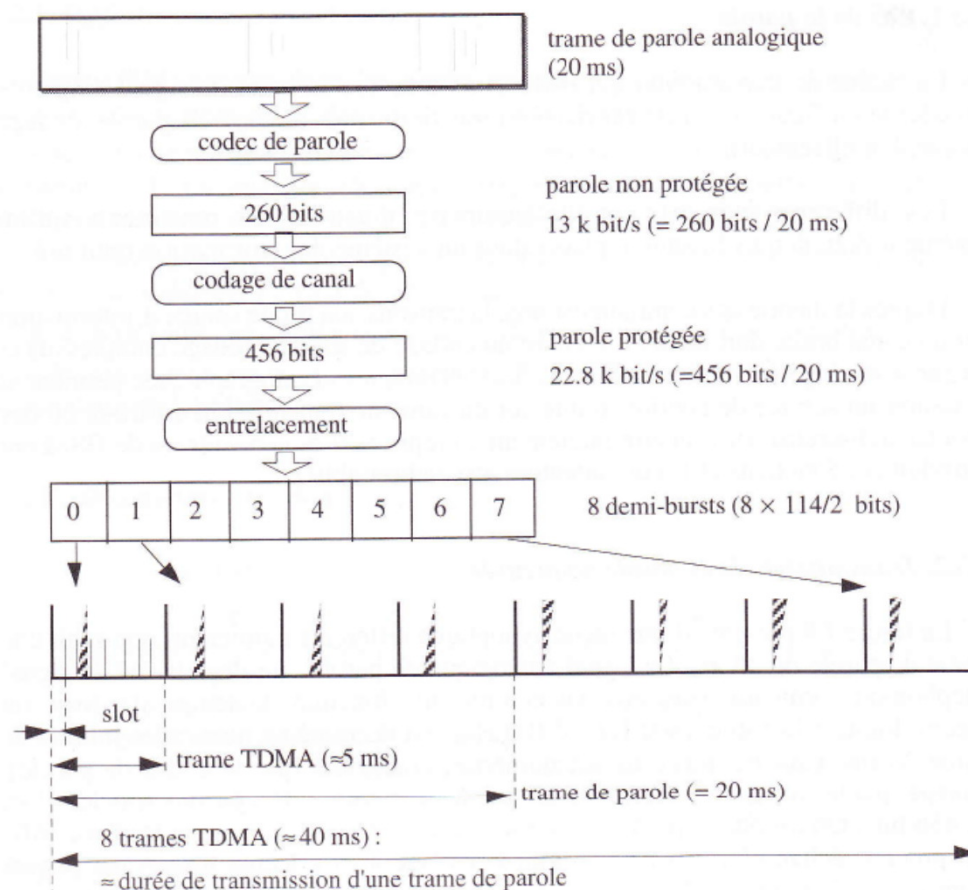 trame de parole analogique
(20 ms)
codec de parole
parole non protégée
260 bits
13 k bit/s (= 260 bits / 20 ms)
codage de canal
parole protégée
456 bits
22.8 k bit/s (=456 bits / 20 ms)
entrelacement
0 1 2 3 4 5 6 7
8 demi-bursts (8 × 114/2 bits)
slot
trame TDMA (≈5 ms)
trame de parole (= 20 ms)
8 trames TDMA (≈40 ms) :
≈ durée de transmission d'une trame de parole